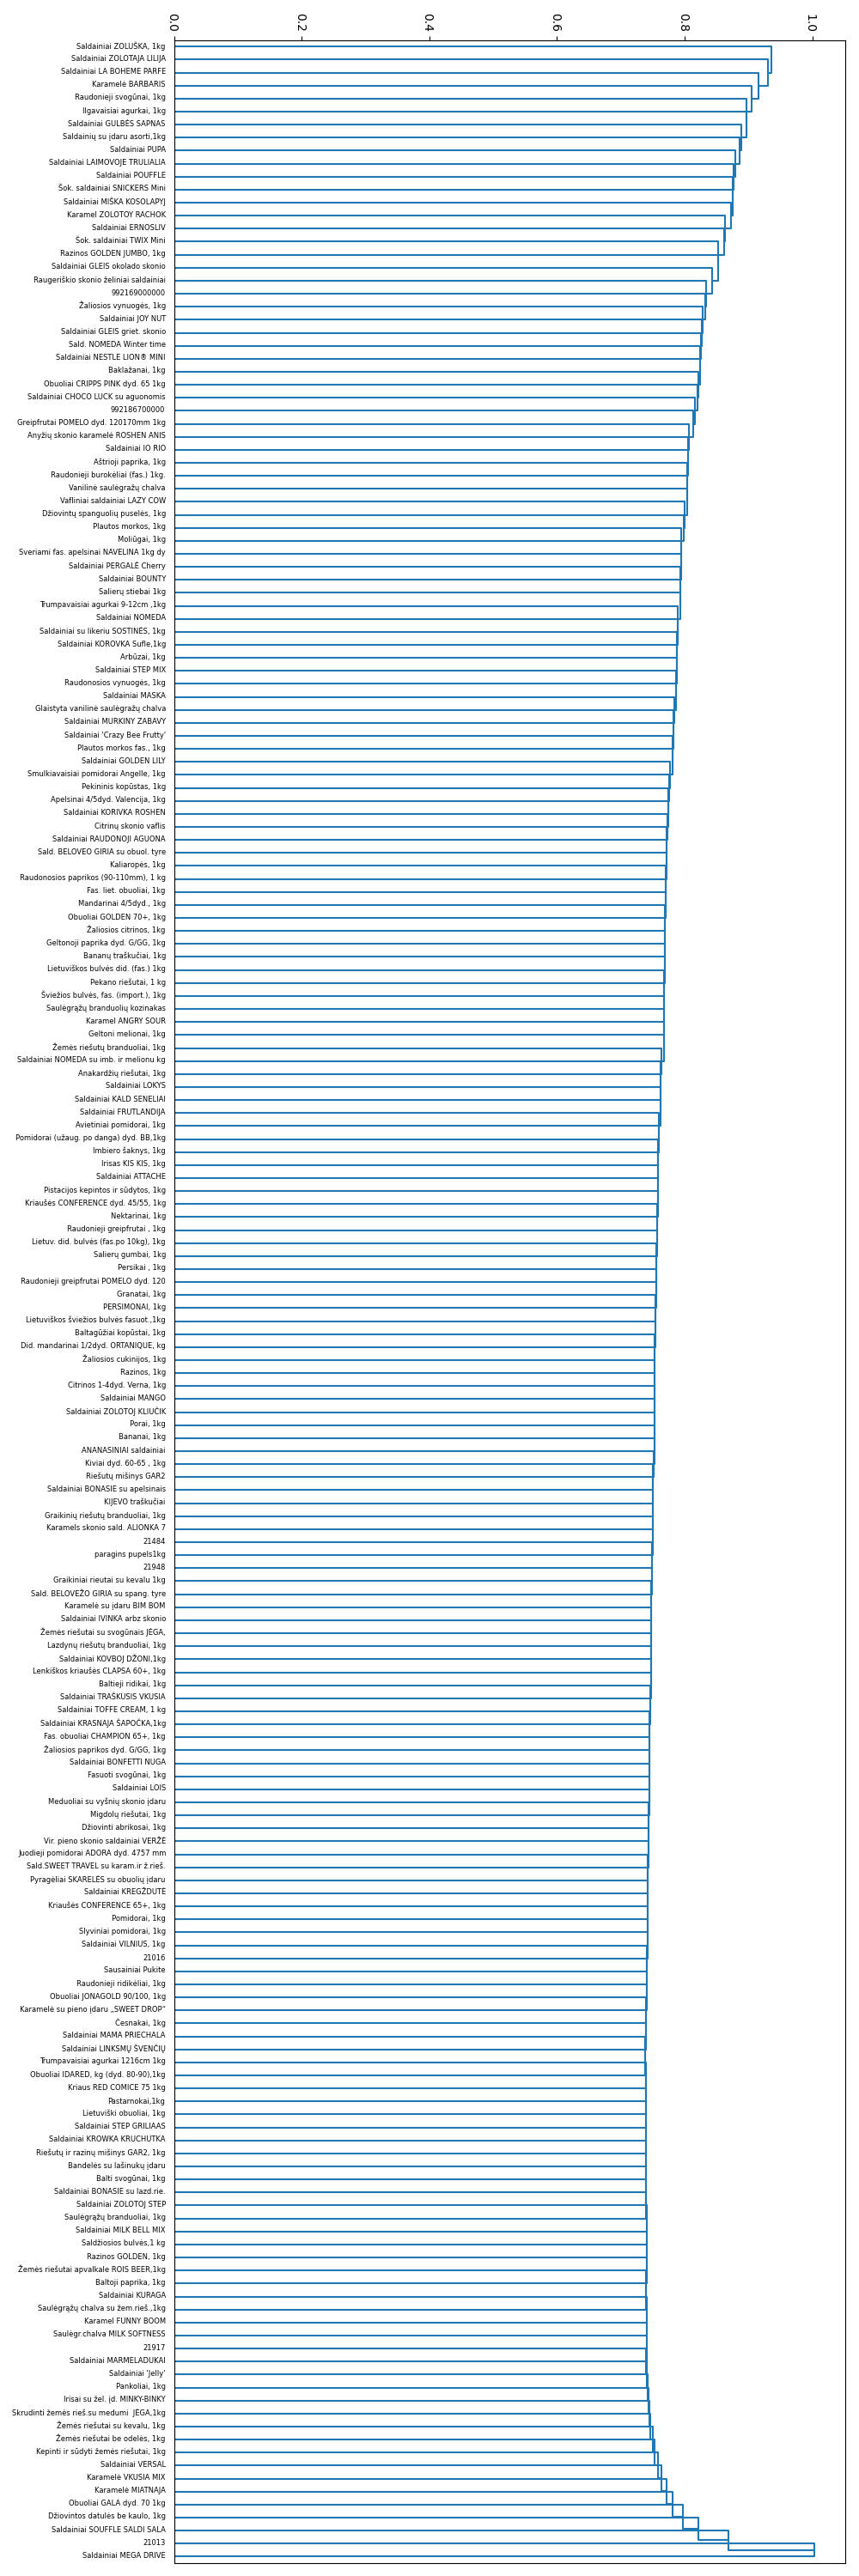 0.0 0.2 0.4 0.6 0.8 1.0
Saldainiai ZOLUŠKA, 1kg
Saldainiai ZOLOTAJA LILIJA
Saldainiai LA BOHEME PARFE
Karamelė BARBARIS
Raudonieji svogūnai, 1kg
Ilgavaisiai agurkai, 1kg
Saldainiai GULBĖS SAPNAS
Saldainių su įdaru asorti,1kg
Saldainiai PUPA
Saldainiai LAIMOVOJE TRULIALIA
Saldainiai POUFFLE
Šok. saldainiai SNICKERS Mini
Saldainiai MIŠKA KOSOLAPYJ
Karamel ZOLOTOY RACHOK
Saldainiai ERNOSLIV
Šok. saldainiai TWIX Mini
Razinos GOLDEN JUMBO, 1kg
Saldainiai GLEIS okolado skonio
Raugeriškio skonio želiniai saldainiai
992169000000
Žaliosios vynuogės, 1kg
Saldainiai JOY NUT
Saldainiai GLEIS griet. skonio
Sald. NOMEDA Winter time
Saldainiai NESTLE LION® MINI
Baklažanai, 1kg
Obuoliai CRIPPS PINK dyd. 65 1kg
Saldainiai CHOCO LUCK su aguonomis
992186700000
Greipfrutai POMELO dyd. 120170mm 1kg
Anyžių skonio karamelė ROSHEN ANIS
Saldainiai IO RIO
Aštrioji paprika, 1kg
Raudonieji burokėliai (fas.) 1kg.
Vanilinė saulėgražų chalva
Vafliniai saldainiai LAZY COW
Džiovintų spanguolių puselės, 1kg
Plautos morkos, 1kg
Moliūgai, 1kg
Sveriami fas. apelsinai NAVELINA 1kg dy
Saldainiai PERGALĖ Cherry
Saldainiai BOUNTY
Salierų stiebai 1kg
Trumpavaisiai agurkai 9-12cm ,1kg
Saldainiai NOMEDA
Saldainiai su likeriu SOSTINĖS, 1kg
Saldainiai KOROVKA Sufle,1kg
Arbūzai, 1kg
Saldainiai STEP MIX
Raudonosios vynuogės, 1kg
Saldainiai MASKA
Glaistyta vanilinė saulėgražų chalva
Saldainiai MURKINY ZABAVY
Saldainiai 'Crazy Bee Frutty'
Plautos morkos fas., 1kg
Saldainiai GOLDEN LILY
Smulkiavaisiai pomidorai Angelle, 1kg
Pekininis kopūstas, 1kg
Apelsinai 4/5dyd. Valencija, 1kg
Saldainiai KORIVKA ROSHEN
Citrinų skonio vaflis
Saldainiai RAUDONOJI AGUONA
Sald. BELOVEO GIRIA su obuol. tyre
Kaliaropės, 1kg
Raudonosios paprikos (90-110mm), 1 kg
Fas. liet. obuoliai, 1kg
Mandarinai 4/5dyd., 1kg
Obuoliai GOLDEN 70+, 1kg
Žaliosios citrinos, 1kg
Geltonoji paprika dyd. G/GG, 1kg
Bananų traškučiai, 1kg
Lietuviškos bulvės did. (fas.) 1kg
Pekano riešutai, 1 kg
Šviežios bulvės, fas. (import.), 1kg
Saulėgrąžų branduolių kozinakas
Karamel ANGRY SOUR
Geltoni melionai, 1kg
Žemės riešutų branduoliai, 1kg
Saldainiai NOMEDA su imb. ir melionu kg
Anakardžių riešutai, 1kg
Saldainiai LOKYS
Saldainiai KALD SENELIAI
Saldainiai FRUTLANDIJA
Avietiniai pomidorai, 1kg
Pomidorai (užaug. po danga) dyd. BB,1kg
Imbiero šaknys, 1kg
Irisas KIS KIS, 1kg
Saldainiai ATTACHE
Pistacijos kepintos ir sūdytos, 1kg
Kriaušės CONFERENCE dyd. 45/55, 1kg
Nektarinai, 1kg
Raudonieji greipfrutai , 1kg
Lietuv. did. bulvės (fas.po 10kg), 1kg
Salierų gumbai, 1kg
Persikai , 1kg
Raudonieji greipfrutai POMELO dyd. 120
Granatai, 1kg
PERSIMONAI, 1kg
Lietuviškos šviežios bulvės fasuot.,1kg
Baltagūžiai kopūstai, 1kg
Did. mandarinai 1/2dyd. ORTANIQUE, kg
Žaliosios cukinijos, 1kg
Razinos, 1kg
Citrinos 1-4dyd. Verna, 1kg
Saldainiai MANGO
Saldainiai ZOLOTOJ KLIUČIK
Porai, 1kg
Bananai, 1kg
ANANASINIAI saldainiai
Kiviai dyd. 60-65 , 1kg
Riešutų mišinys GAR2
Saldainiai BONASIE su apelsinais
KIJEVO traškučiai
Graikinių riešutų branduoliai, 1kg
Karamels skonio sald. ALIONKA 7
21484
paragins pupels1kg
21948
Graikiniai rieutai su kevalu 1kg
Sald. BELOVEŽO GIRIA su spang. tyre
Karamelė su įdaru BIM BOM
Saldainiai IVINKA arbz skonio
Žemės riešutai su svogūnais JĖGA,
Lazdynų riešutų branduoliai, 1kg
Saldainiai KOVBOJ DŽONI,1kg
Lenkiškos kriaušės CLAPSA 60+, 1kg
Baltieji ridikai, 1kg
Saldainiai TRAŠKUSIS VKUSIA
Saldainiai TOFFE CREAM, 1 kg
Saldainiai KRASNAJA ŠAPOČKA,1kg
Fas. obuoliai CHAMPION 65+, 1kg
Žaliosios paprikos dyd. G/GG, 1kg
Saldainiai BONFETTI NUGA
Fasuoti svogūnai, 1kg
Saldainiai LOIS
Meduoliai su vyšnių skonio įdaru
Migdolų riešutai, 1kg
Džiovinti abrikosai, 1kg
Vir. pieno skonio saldainiai VERŽĖ
Juodieji pomidorai ADORA dyd. 4757 mm
Sald.SWEET TRAVEL su karam.ir ž.rieš.
Pyragėliai SKARELĖS su obuolių įdaru
Saldainiai KREGŽDUTĖ
Kriaušės CONFERENCE 65+, 1kg
Pomidorai, 1kg
Slyviniai pomidorai, 1kg
Saldainiai VILNIUS, 1kg
21016
Sausainiai Pukite
Raudonieji ridikėliai, 1kg
Obuoliai JONAGOLD 90/100, 1kg
Karamelė su pieno įdaru „SWEET DROP"
Česnakai, 1kg
Saldainiai MAMA PRIECHALA
Saldainiai LINKSMŲ ŠVENČIŲ
Trumpavaisiai agurkai 1216cm 1kg
Obuoliai IDARED, kg (dyd. 80-90),1kg
Kriaus RED COMICE 75 1kg
Pastarnokai,1kg
Lietuviški obuoliai, 1kg
Saldainiai STEP GRILIAAS
Saldainiai KROWKA KRUCHUTKA
Riešutų ir razinų mišinys GAR2, 1kg
Bandelės su lašinukų įdaru
Balti svogūnai, 1kg
Saldainiai BONASIE su lazd.rie.
Saldainiai ZOLOTOJ STEP
Saulėgrąžų branduoliai, 1kg
Saldainiai MILK BELL MIX
Saldžiosios bulvės,1 kg
Razinos GOLDEN, 1kg
Žemės riešutai apvalkale ROIS BEER,1kg
Baltoji paprika, 1kg
Saldainiai KURAGA
Saulėgrąžų chalva su žem.rieš.,1kg
Karamel FUNNY BOOM
Saulėgr.chalva MILK SOFTNESS
21917
Saldainiai MARMELADUKAI
Saldainiai 'Jelly'
Pankoliai, 1kg
Irisai su žel. įd. MINKY-BINKY
Skrudinti žemės rieš.su medumi JĖGA,1kg
Žemės riešutai su kevalu, 1kg
Žemės riešutai be odelės, 1kg
Kepinti ir sūdyti žemės riešutai, 1kg
Saldainiai VERSAL
Karamelė VKUSIA MIX
Karamelė MIATNAJA
Obuoliai GALA dyd. 70 1kg
Džiovintos datulės be kaulo, 1kg
Saldainiai SOUFFLE SALDI SALA
21013
Saldainiai MEGA DRIVE